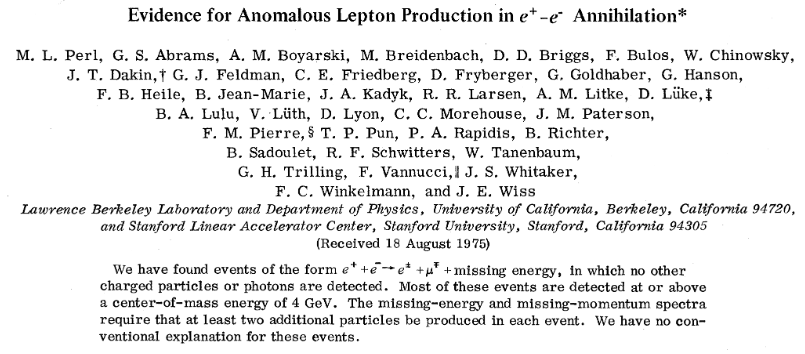 Evidence for Anomalous Lepton Production in e⁺-e⁻ Annihilation*
M. L. Perl, G. S. Abrams, A. M. Boyarski, M. Breidenbach, D. D. Briggs, F. Bulos, W. Chinowsky,
J. T. Dakin,† G. J. Feldman, C. E. Friedberg, D. Fryberger, G. Goldhaber, G. Hanson,
F. B. Heile, B. Jean-Marie, J. A. Kadyk, R. R. Larsen, A. M. Litke, D. Lüke,‡
B. A. Lulu, V. Lüth, D. Lyon, C. C. Morehouse, J. M. Paterson,
F. M. Pierre,§ T. P. Pun, P. A. Rapidis, B. Richter,
B. Sadoulet, R. F. Schwitters, W. Tanenbaum,
G. H. Trilling, F. Vannucci,‖ J. S. Whitaker,
F. C. Winkelmann, and J. E. Wiss
Lawrence Berkeley Laboratory and Department of Physics, University of California, Berkeley, California 94720,
and Stanford Linear Accelerator Center, Stanford University, Stanford, California 94305
(Received 18 August 1975)
We have found events of the form e⁺ + e⁻ → e^± + μ^∓ + missing energy, in which no other
charged particles or photons are detected. Most of these events are detected at or above
a center-of-mass energy of 4 GeV. The missing-energy and missing-momentum spectra
require that at least two additional particles be produced in each event. We have no con-
ventional explanation for these events.